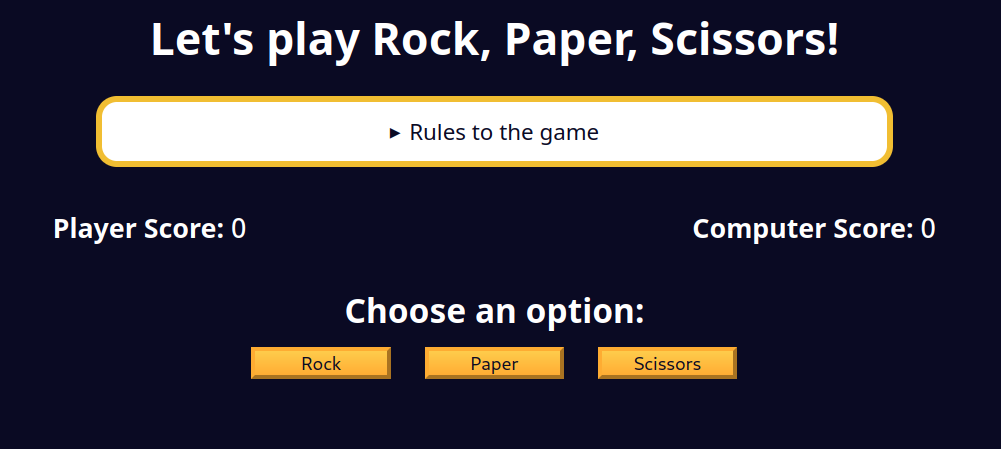 Let's play Rock, Paper, Scissors!
▸ Rules to the game
Player Score: 0 Computer Score: 0
Choose an option:
Rock Paper Scissors